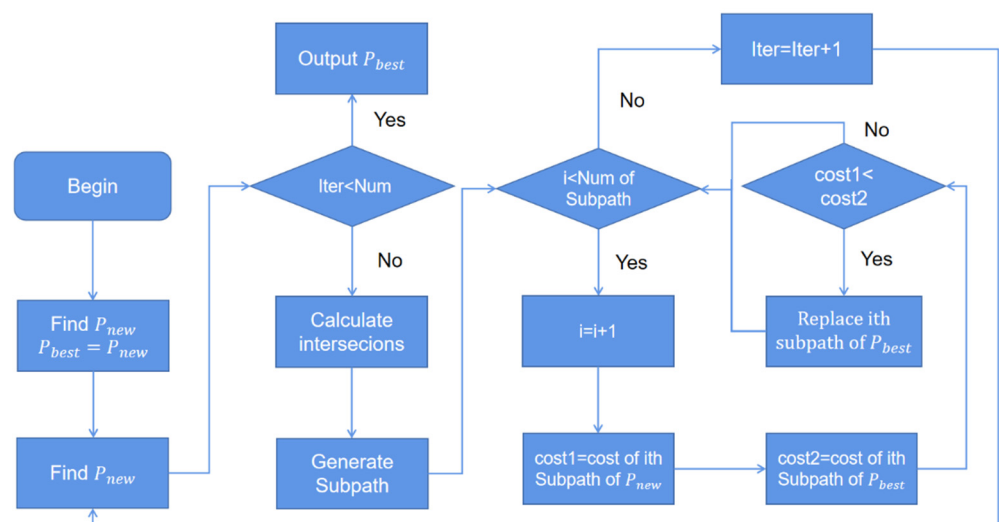 Begin
Find P_new
P_best = P_new
Find P_new
Output P_best
Yes
Iter<Num
No
Calculate
intersecions
Generate
Subpath
Iter=Iter+1
No
i<Num of
Subpath
Yes
i=i+1
cost1=cost of ith
Subpath of P_new
No
cost1<
cost2
Yes
Replace ith
subpath of P_best
cost2=cost of ith
Subpath of P_best